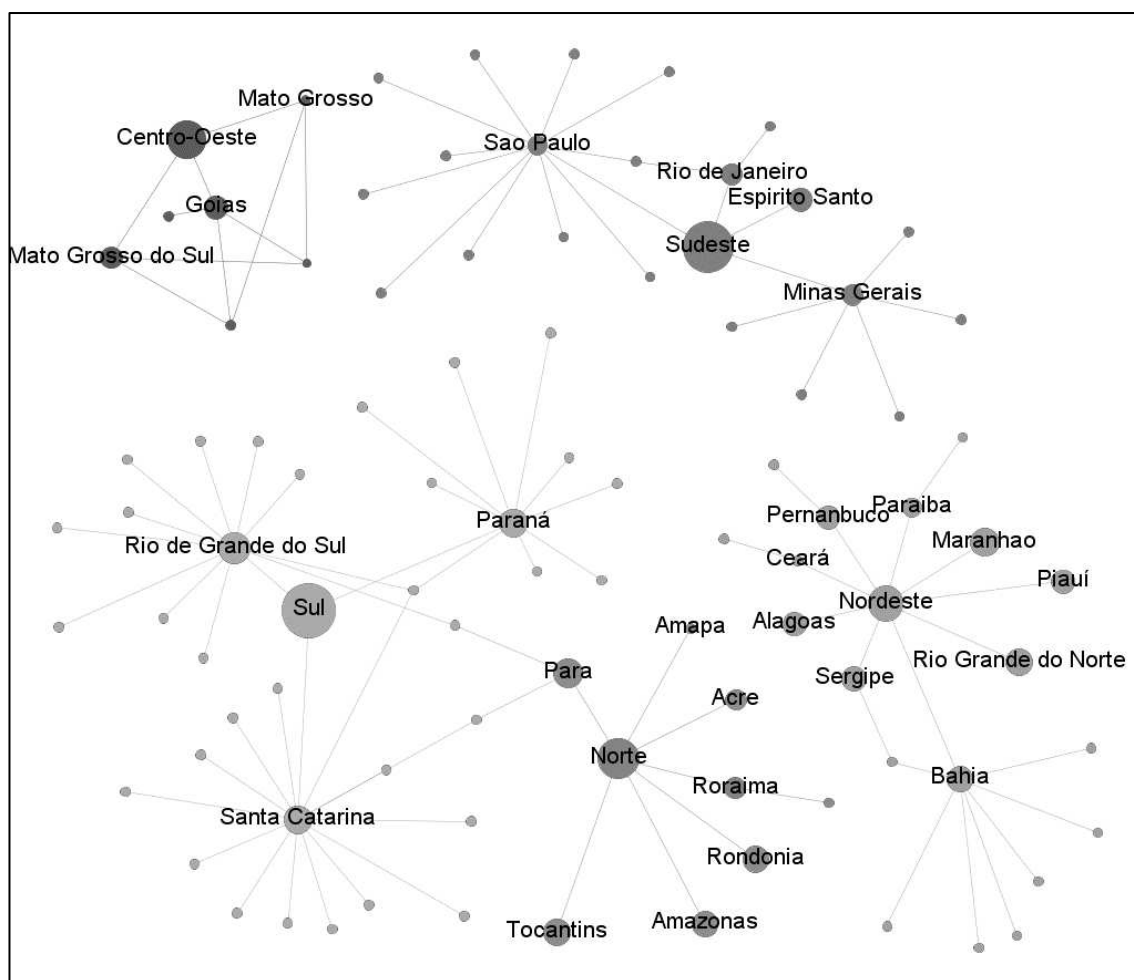 Mato Grosso
Centro-Oeste
Goias
Mato Grosso do Sul
Sao Paulo
Rio de Janeiro
Espirito Santo
Sudeste
Minas Gerais
Paraná
Rio de Grande do Sul
Sul
Santa Catarina
Pernanbuco
Paraiba
Maranhao
Ceará
Piauí
Nordeste
Alagoas
Rio Grande do Norte
Sergipe
Bahia
Amapa
Para
Acre
Norte
Roraima
Rondonia
Tocantins
Amazonas